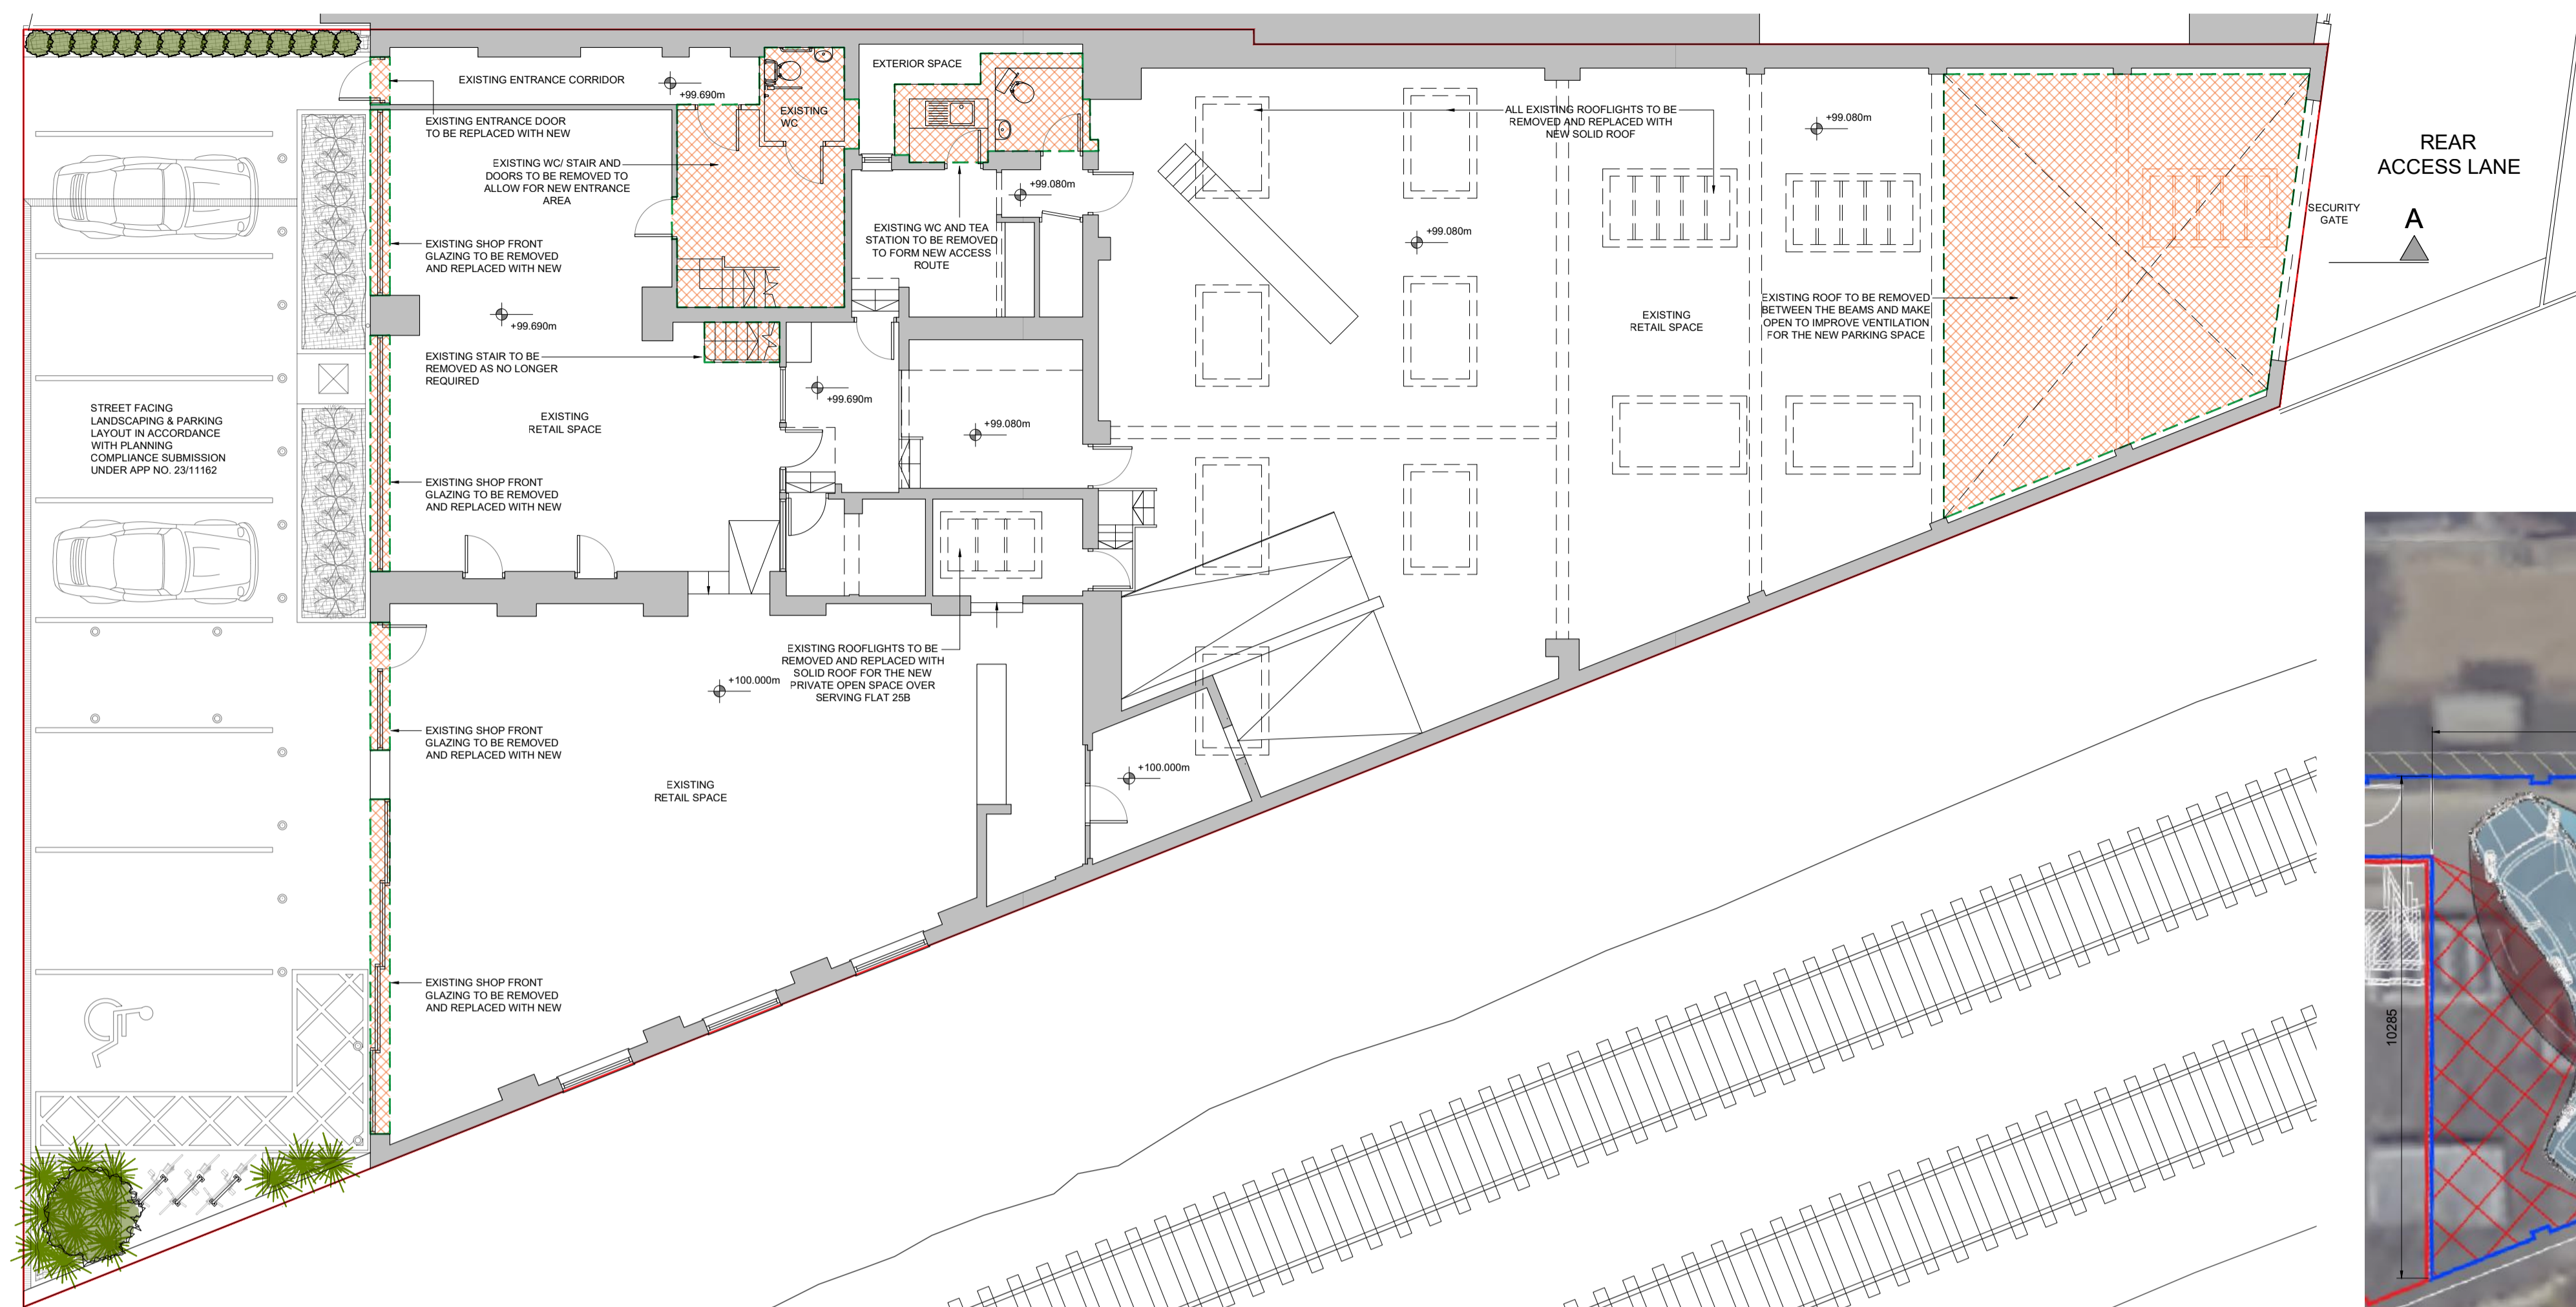 EXISTING ENTRANCE CORRIDOR
+99.690m
EXTERIOR SPACE
EXISTING
WC
EXISTING ENTRANCE DOOR
TO BE REPLACED WITH NEW
EXISTING WC/ STAIR AND
DOORS TO BE REMOVED TO
ALLOW FOR NEW ENTRANCE
AREA
+99.080m
EXISTING WC AND TEA
STATION TO BE REMOVED
TO FORM NEW ACCESS
ROUTE
ALL EXISTING ROOFLIGHTS TO BE
REMOVED AND REPLACED WITH
NEW SOLID ROOF
+99.080m
+99.080m
REAR
ACCESS LANE
SECURITY
GATE
A
EXISTING SHOP FRONT
GLAZING TO BE REMOVED
AND REPLACED WITH NEW
+99.690m
EXISTING
RETAIL SPACE
EXISTING ROOF TO BE REMOVED
BETWEEN THE BEAMS AND MAKE
OPEN TO IMPROVE VENTILATION
FOR THE NEW PARKING SPACE
EXISTING STAIR TO BE
REMOVED AS NO LONGER
REQUIRED
+99.690m
STREET FACING
LANDSCAPING & PARKING
LAYOUT IN ACCORDANCE
WITH PLANNING
COMPLIANCE SUBMISSION
UNDER APP NO. 23/11162
EXISTING
RETAIL SPACE
+99.080m
EXISTING SHOP FRONT
GLAZING TO BE REMOVED
AND REPLACED WITH NEW
EXISTING ROOFLIGHTS TO BE
REMOVED AND REPLACED WITH
SOLID ROOF FOR THE NEW
PRIVATE OPEN SPACE OVER
SERVING FLAT 25B
+100.000m
EXISTING SHOP FRONT
GLAZING TO BE REMOVED
AND REPLACED WITH NEW
+100.000m
EXISTING
RETAIL SPACE
EXISTING SHOP FRONT
GLAZING TO BE REMOVED
AND REPLACED WITH NEW
10285